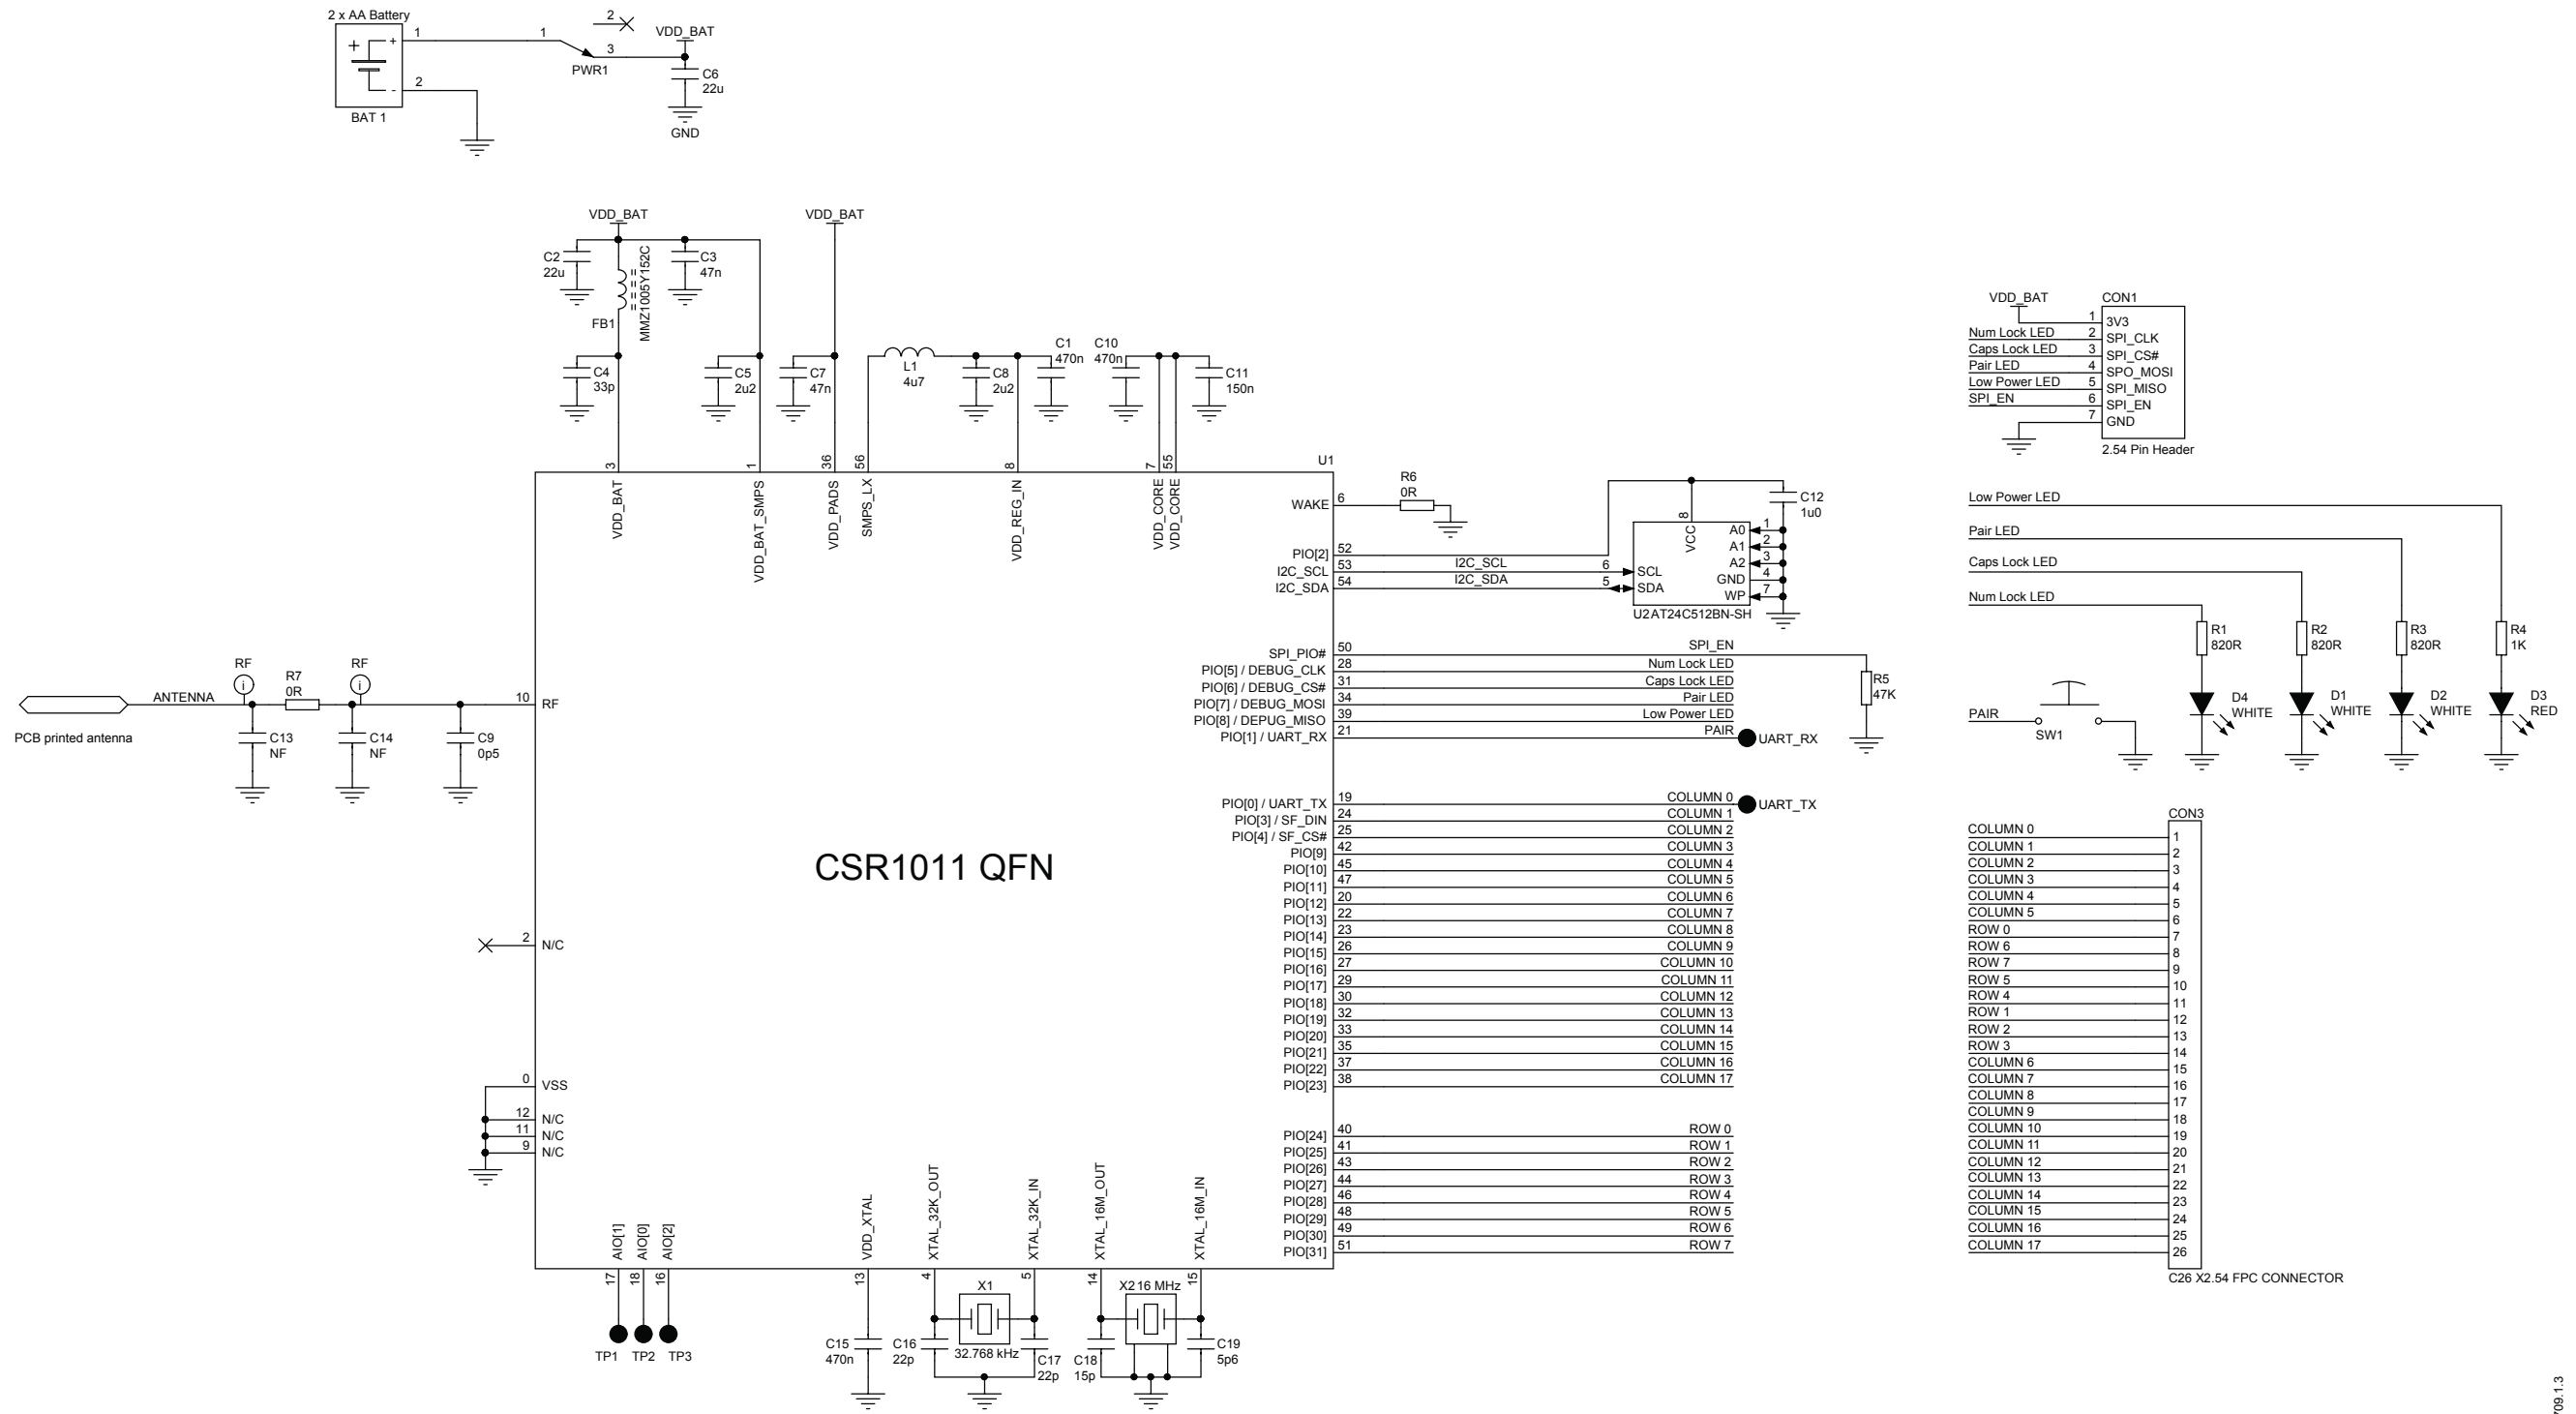 2 x AA Battery
+
+
-
1
2
BAT 1
1
2
3
PWR1
VDD_BAT
C6
22u
GND
VDD_BAT
C2
22u
FB1
MMZ1005Y152C
C3
47n
C4
33p
C5
2u2
VDD_BAT
C7
47n
L1
4u7
C8
2u2
C1
470n
C10
470n
C11
150n
3
1
36
56
8
7
55
VDD_BAT
VDD_BAT_SMPS
VDD_PADS
SMPS_LX
VDD_REG_IN
VDD_CORE
VDD_CORE
U1
WAKE 6
R6
0R
PIO[2] 52
I2C_SCL 53 I2C_SCL 6 SCL
I2C_SDA 54 I2C_SDA 5 SDA
VCC
8
A0 1
A1 2
A2 3
GND 4
WP 7
U2AT24C512BN-SH
C12
1u0
SPI_PIO# 50 SPI_EN
PIO[5] / DEBUG_CLK 28 Num Lock LED
PIO[6] / DEBUG_CS# 31 Caps Lock LED
PIO[7] / DEBUG_MOSI 34 Pair LED
PIO[8] / DEPUG_MISO 39 Low Power LED
PIO[1] / UART_RX 21 PAIR UART_RX
R5
47K
PIO[0] / UART_TX 19 COLUMN 0 UART_TX
PIO[3] / SF_DIN 24 COLUMN 1
PIO[4] / SF_CS# 25 COLUMN 2
PIO[9] 42 COLUMN 3
PIO[10] 45 COLUMN 4
PIO[11] 47 COLUMN 5
PIO[12] 20 COLUMN 6
PIO[13] 22 COLUMN 7
PIO[14] 23 COLUMN 8
PIO[15] 26 COLUMN 9
PIO[16] 27 COLUMN 10
PIO[17] 29 COLUMN 11
PIO[18] 30 COLUMN 12
PIO[19] 32 COLUMN 13
PIO[20] 33 COLUMN 14
PIO[21] 35 COLUMN 15
PIO[22] 37 COLUMN 16
PIO[23] 38 COLUMN 17
PIO[24] 40 ROW 0
PIO[25] 41 ROW 1
PIO[26] 43 ROW 2
PIO[27] 44 ROW 3
PIO[28] 46 ROW 4
PIO[29] 48 ROW 5
PIO[30] 49 ROW 6
PIO[31] 51 ROW 7
CSR1011 QFN
PCB printed antenna
ANTENNA
RF
i
R7
0R
RF
i
10 RF
C13
NF
C14
NF
C9
0p5
2 N/C
0 VSS
12 N/C
11 N/C
9 N/C
AIO[1]
AIO[0]
AIO[2]
17
18
16
TP1
TP2
TP3
VDD_XTAL
13
C15
470n
XTAL_32K_OUT
4
XTAL_32K_IN
5
X1
32.768 kHz
C16
22p
C17
22p
XTAL_16M_OUT
14
XTAL_16M_IN
15
X2 16 MHz
C18
15p
C19
5p6
VDD_BAT
CON1
1 3V3
Num Lock LED 2 SPI_CLK
Caps Lock LED 3 SPI_CS#
Pair LED 4 SPO_MOSI
Low Power LED 5 SPI_MISO
SPI_EN 6 SPI_EN
7 GND
2.54 Pin Header
Low Power LED
Pair LED
Caps Lock LED
Num Lock LED
R1
820R
R2
820R
R3
820R
R4
1K
D4
WHITE
D1
WHITE
D2
WHITE
D3
RED
PAIR
SW1
CON3
COLUMN 0 1
COLUMN 1 2
COLUMN 2 3
COLUMN 3 4
COLUMN 4 5
COLUMN 5 6
ROW 0 7
ROW 6 8
ROW 7 9
ROW 5 10
ROW 4 11
ROW 1 12
ROW 2 13
ROW 3 14
COLUMN 6 15
COLUMN 7 16
COLUMN 8 17
COLUMN 9 18
COLUMN 10 19
COLUMN 11 20
COLUMN 12 21
COLUMN 13 22
COLUMN 14 23
COLUMN 15 24
COLUMN 16 25
COLUMN 17 26
C26 X2.54 FPC CONNECTOR